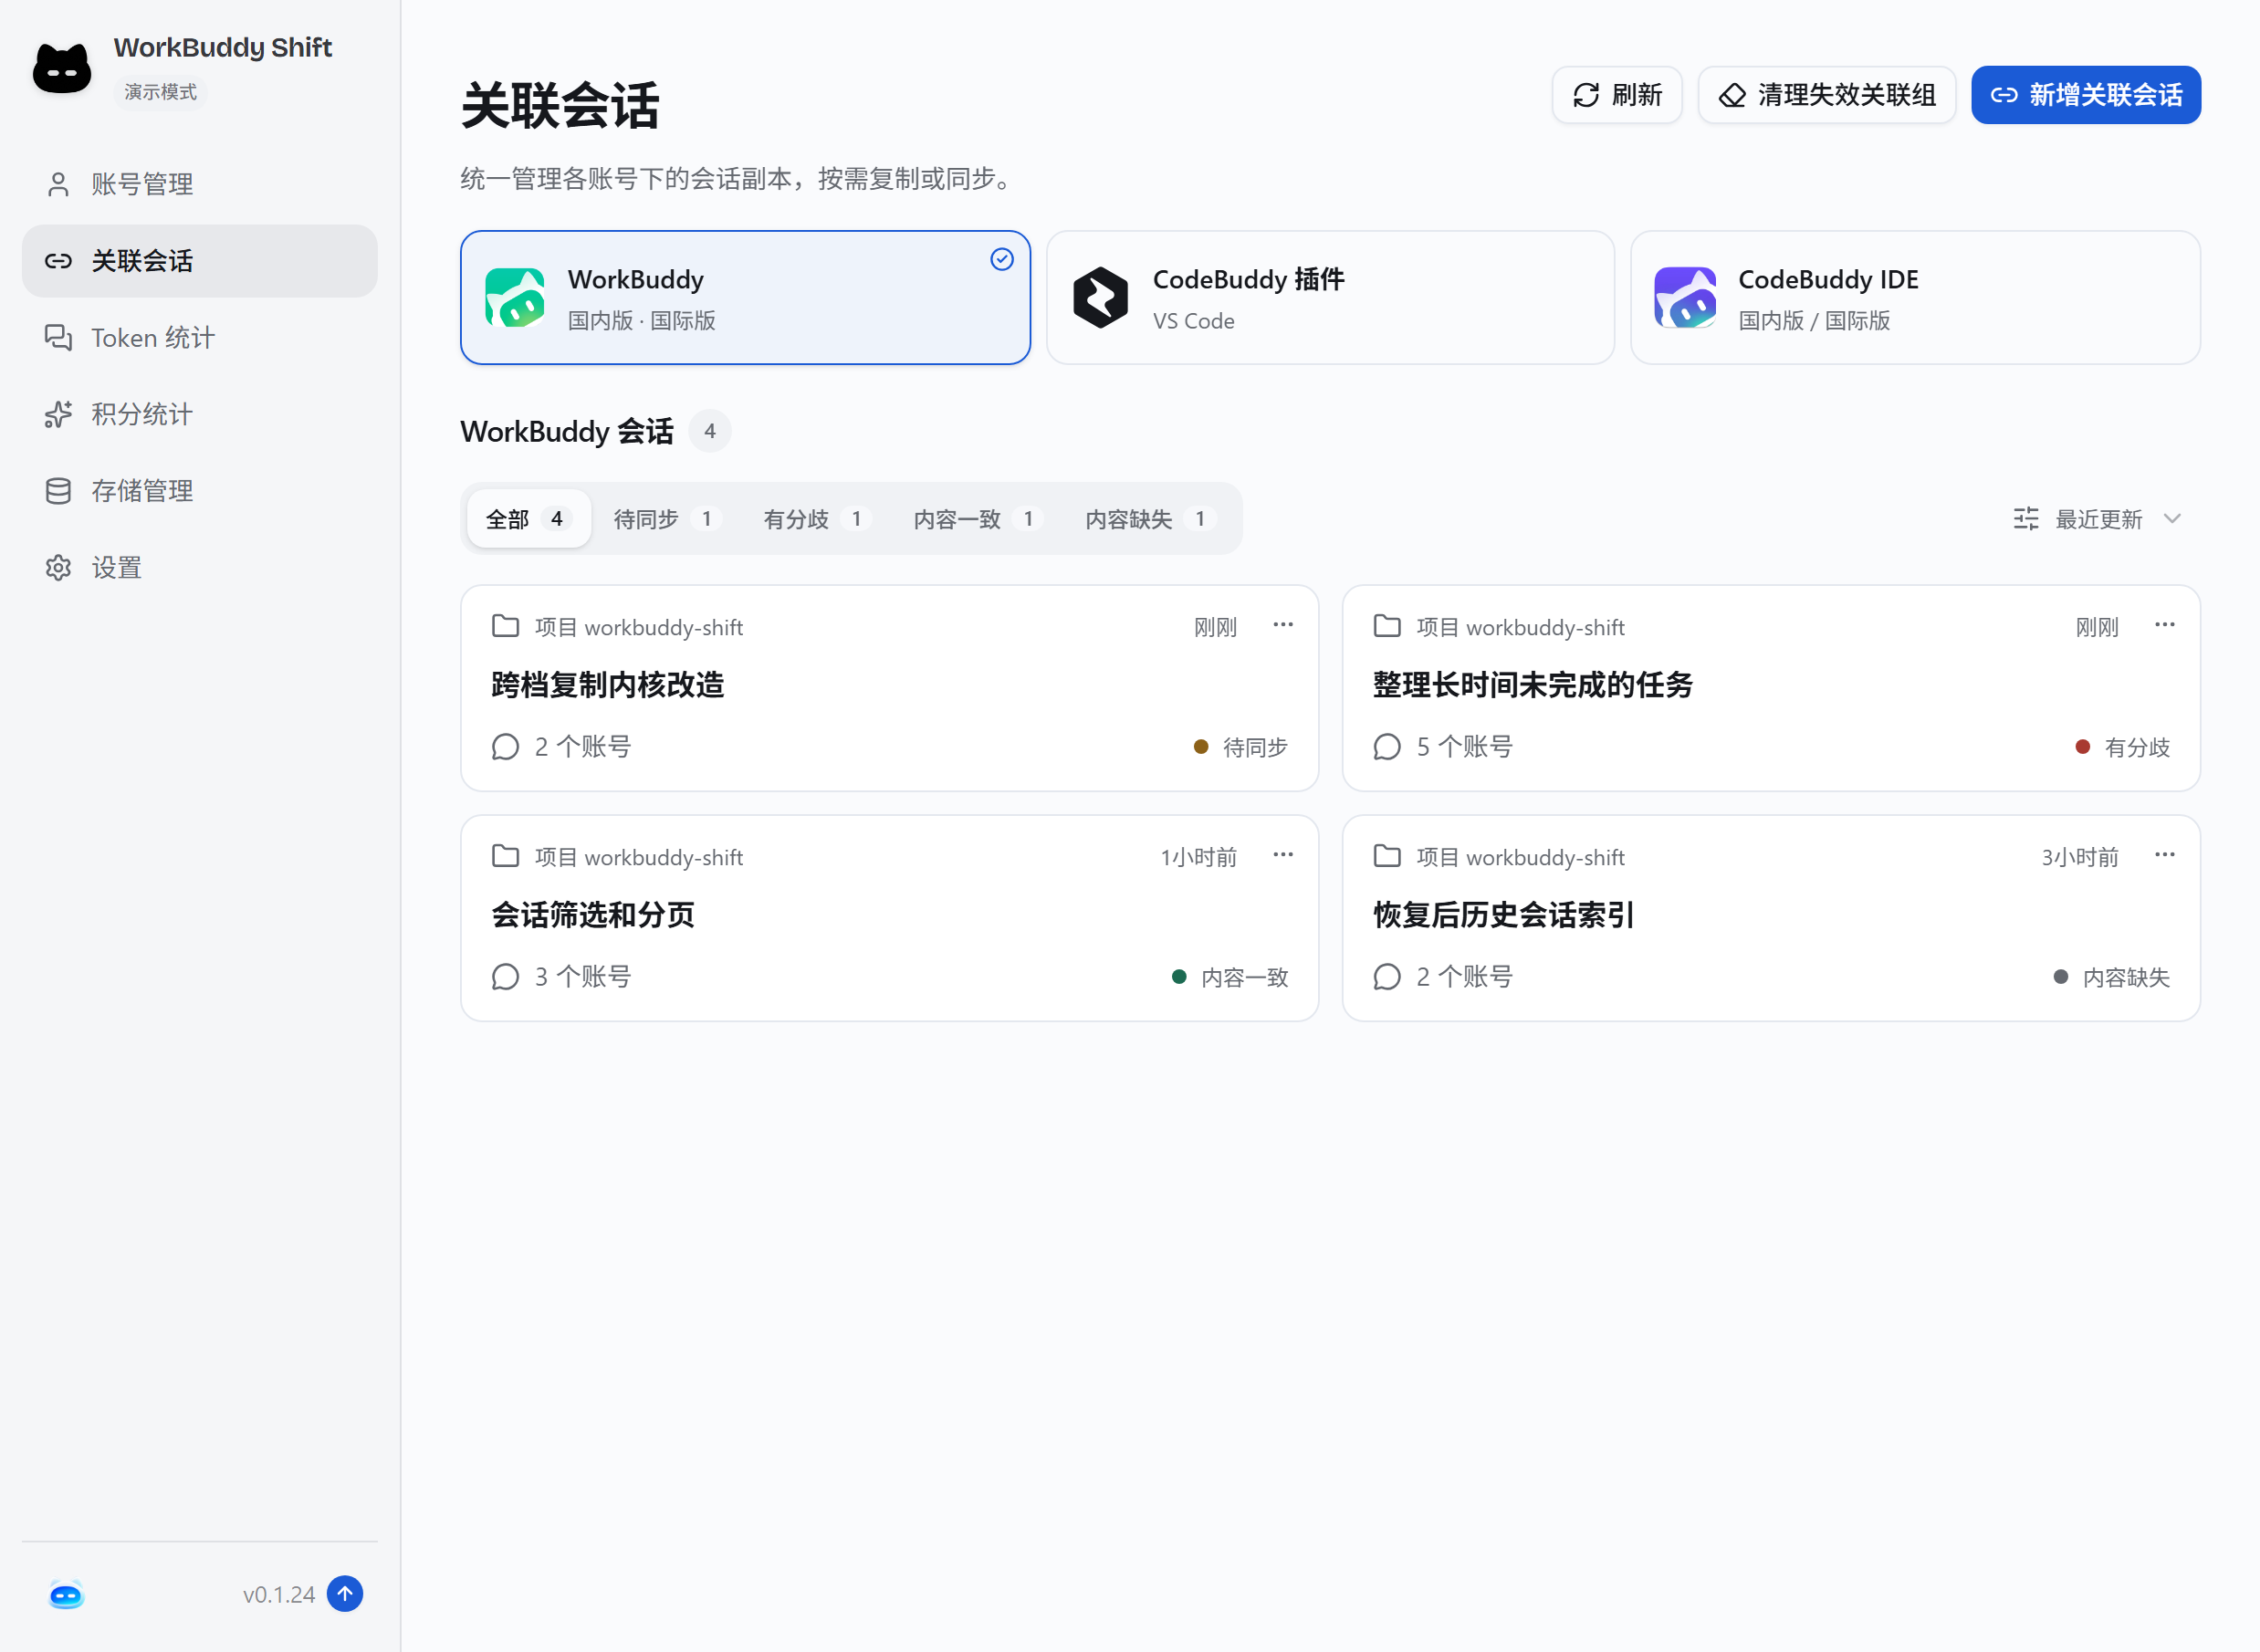 WorkBuddy Shift
演示模式
账号管理
关联会话
Token 统计
积分统计
存储管理
设置
v0.1.24
关联会话
刷新
清理失效关联组
新增关联会话
统一管理各账号下的会话副本，按需复制或同步。
WorkBuddy
国内版 · 国际版
CodeBuddy 插件
VS Code
CodeBuddy IDE
国内版 / 国际版
WorkBuddy 会话 4
全部 4 待同步 1 有分歧 1 内容一致 1 内容缺失 1
最近更新
项目 workbuddy-shift 刚刚
跨档复制内核改造
2 个账号 待同步
项目 workbuddy-shift 刚刚
整理长时间未完成的任务
5 个账号 有分歧
项目 workbuddy-shift 1小时前
会话筛选和分页
3 个账号 内容一致
项目 workbuddy-shift 3小时前
恢复后历史会话索引
2 个账号 内容缺失